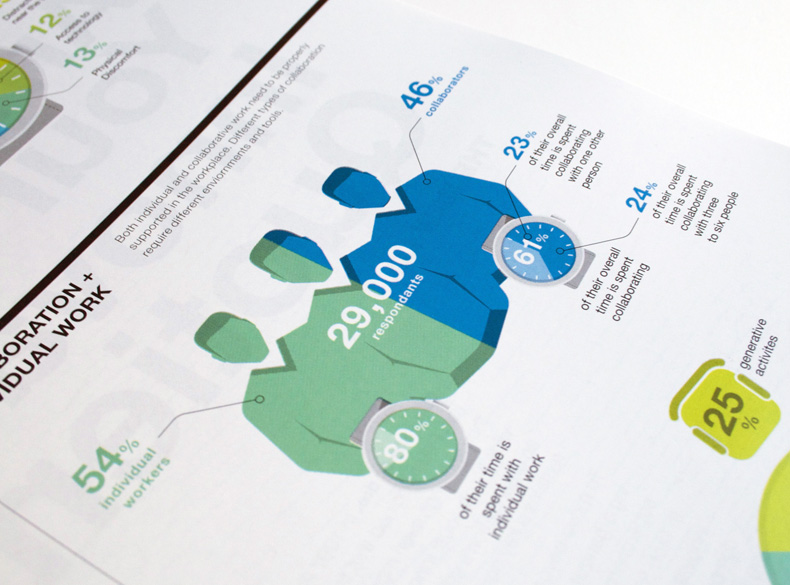 12%
Access to
technology
13%
Physical
Discomfort
BORATION +
VIDUAL WORK
Both individual and collaborative work need to be properly
supported in the workplace. Different types of collaboration
require different enviornments and tools.
46%
collaborators
23%
of their overall
time is spent
collaborating
with one other
person
24%
of their overall
time is spent
collaborating
with three
to six people
61%
of their overall
time is spent
collaborating
29,000
respondants
54%
individual
workers
80%
of their time is
spent with
individual work
25
%
generative
activites